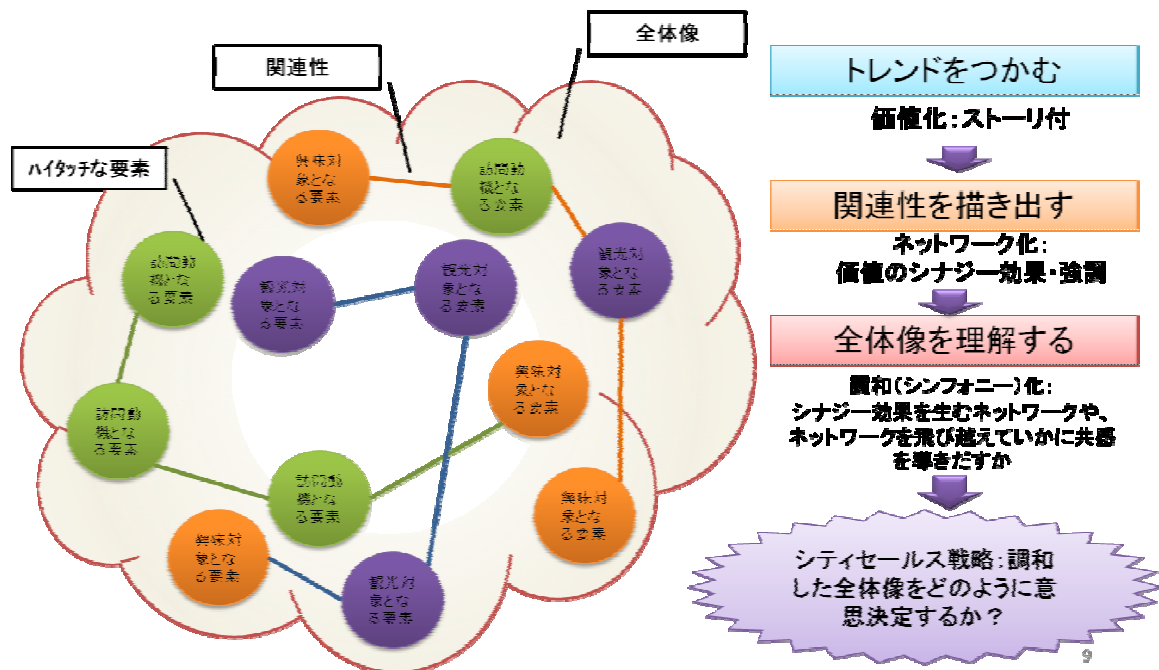 全体像
関連性
ハイタッチな要素
興味対
象とな
る要素
訪問動
機とな
る要素
訪問動
機とな
る要素
観光対
象とな
る要素
観光対
象とな
る要素
観光対
象とな
る要素
訪問動
機とな
る要素
興味対
象とな
る要素
訪問動
機とな
る要素
興味対
象とな
る要素
興味対
象とな
る要素
観光対
象とな
る要素
トレンドをつかむ
価値化：ストーリ付
関連性を描き出す
ネットワーク化：
価値のシナジー効果・強調
全体像を理解する
調和（シンフォニー）化：
シナジー効果を生むネットワークや、
ネットワークを飛び越えていかに共感
を導きだすか
シティセールス戦略：調和
した全体像をどのように意
思決定するか？
9